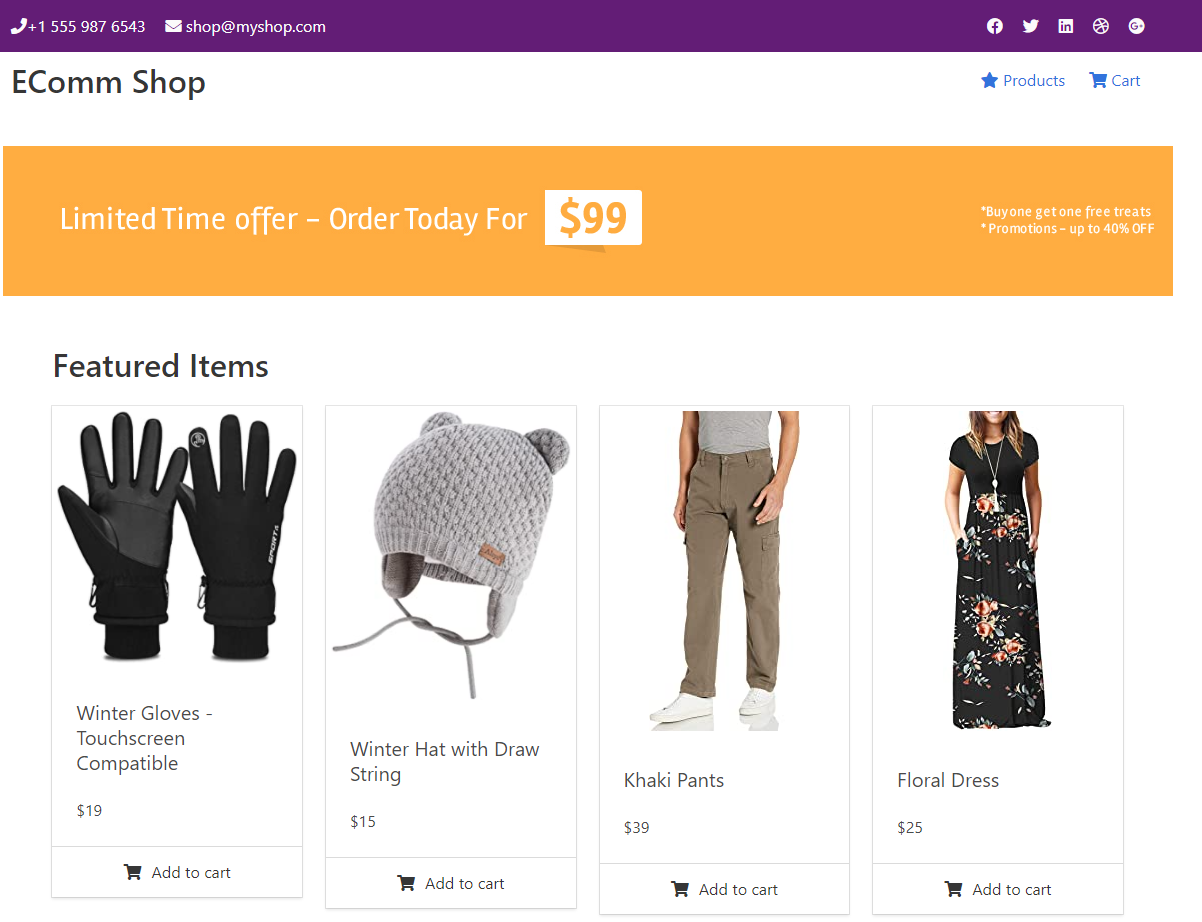 +1 555 987 6543 shop@myshop.com
EComm Shop
Products Cart
Limited Time offer – Order Today For $99
*Buy one get one free treats
* Promotions – up to 40% OFF
Featured Items
SPORTS
Winter Gloves -
Touchscreen
Compatible
$19
Add to cart
Winter Hat with Draw
String
$15
Add to cart
Khaki Pants
$39
Add to cart
Floral Dress
$25
Add to cart